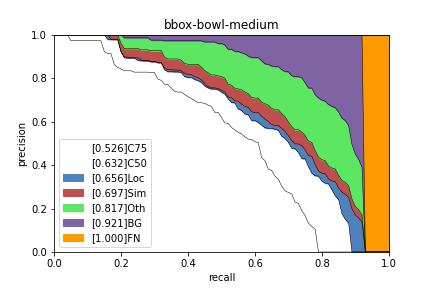 bbox-bowl-medium
1.0
0.8
0.6
0.4
0.2
0.0
precision
[0.526]C75
[0.632]C50
[0.656]Loc
[0.697]Sim
[0.817]Oth
[0.921]BG
[1.000]FN
0.0 0.2 0.4 0.6 0.8 1.0
recall